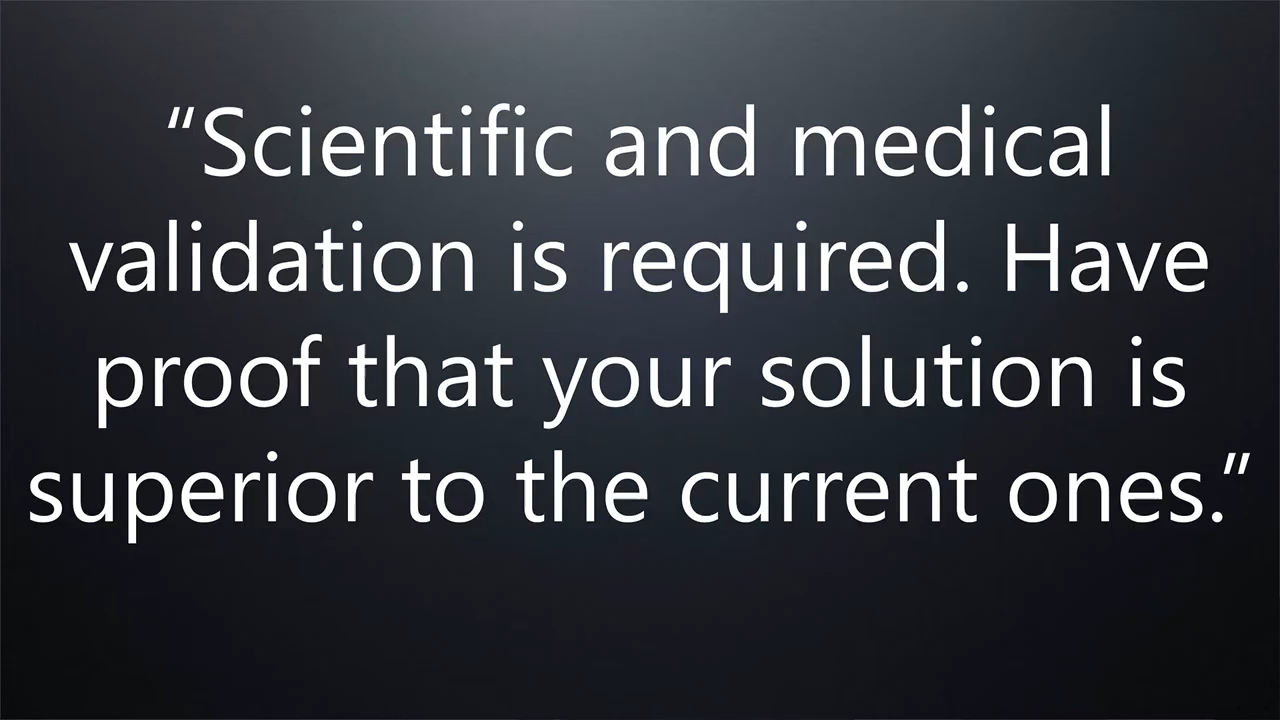 “Scientific and medical
validation is required. Have
proof that your solution is
superior to the current ones.”